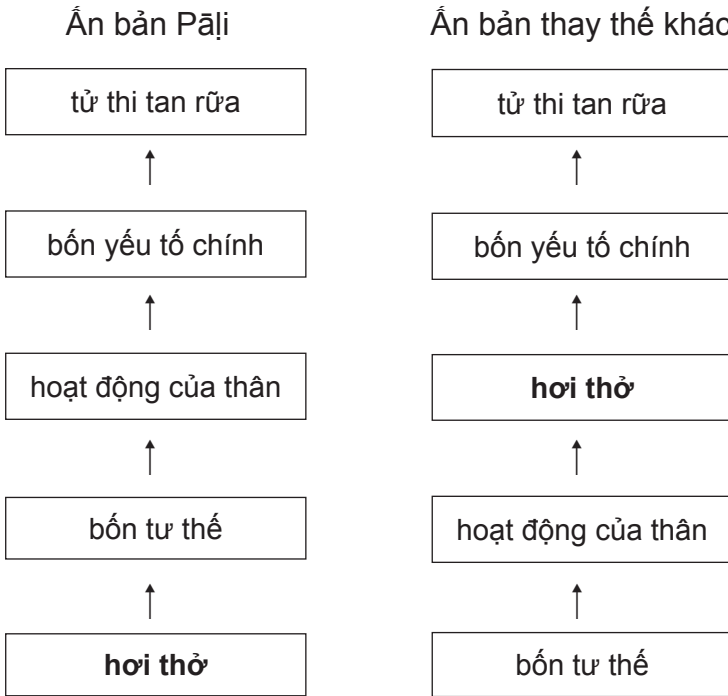 Ấn bản Pāḷi
tử thi tan rữa
bốn yếu tố chính
hoạt động của thân
bốn tư thế
hơi thở
Ấn bản thay thế khác
tử thi tan rữa
bốn yếu tố chính
hơi thở
hoạt động của thân
bốn tư thế